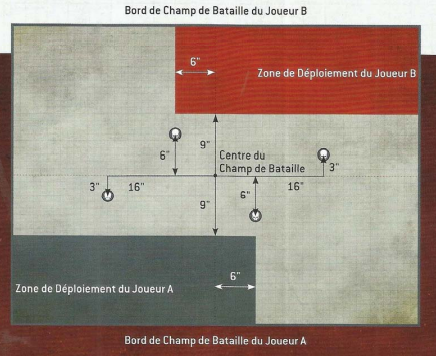 Bord de Champ de Bataille du Joueur B
6"
Zone de Déploiement du Joueur B
9"
6"
Centre du
Champ de Bataille
3"
3"
16"
16"
6"
9"
6"
Zone de Déploiement du Joueur A
Bord de Champ de Bataille du Joueur A